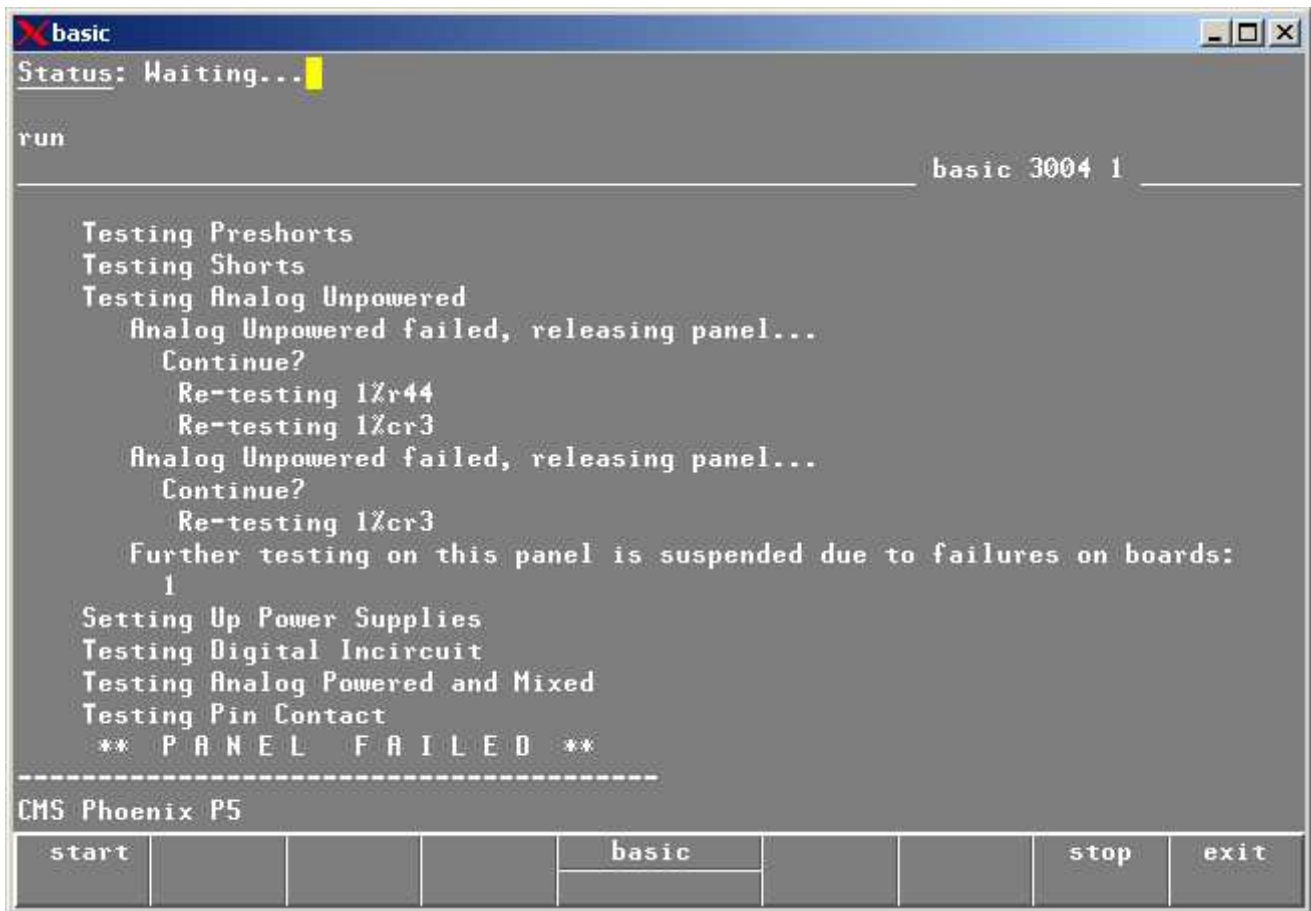 basic
Status: Waiting...
run
basic 3004 1
Testing Preshorts
Testing Shorts
Testing Analog Unpowered
Analog Unpowered failed, releasing panel...
Continue?
Re-testing 1%r44
Re-testing 1%cr3
Analog Unpowered failed, releasing panel...
Continue?
Re-testing 1%cr3
Further testing on this panel is suspended due to failures on boards:
1
Setting Up Power Supplies
Testing Digital Incircuit
Testing Analog Powered and Mixed
Testing Pin Contact
** P A N E L   F A I L E D **
----------------------------------------
CMS Phoenix P5
start basic stop exit